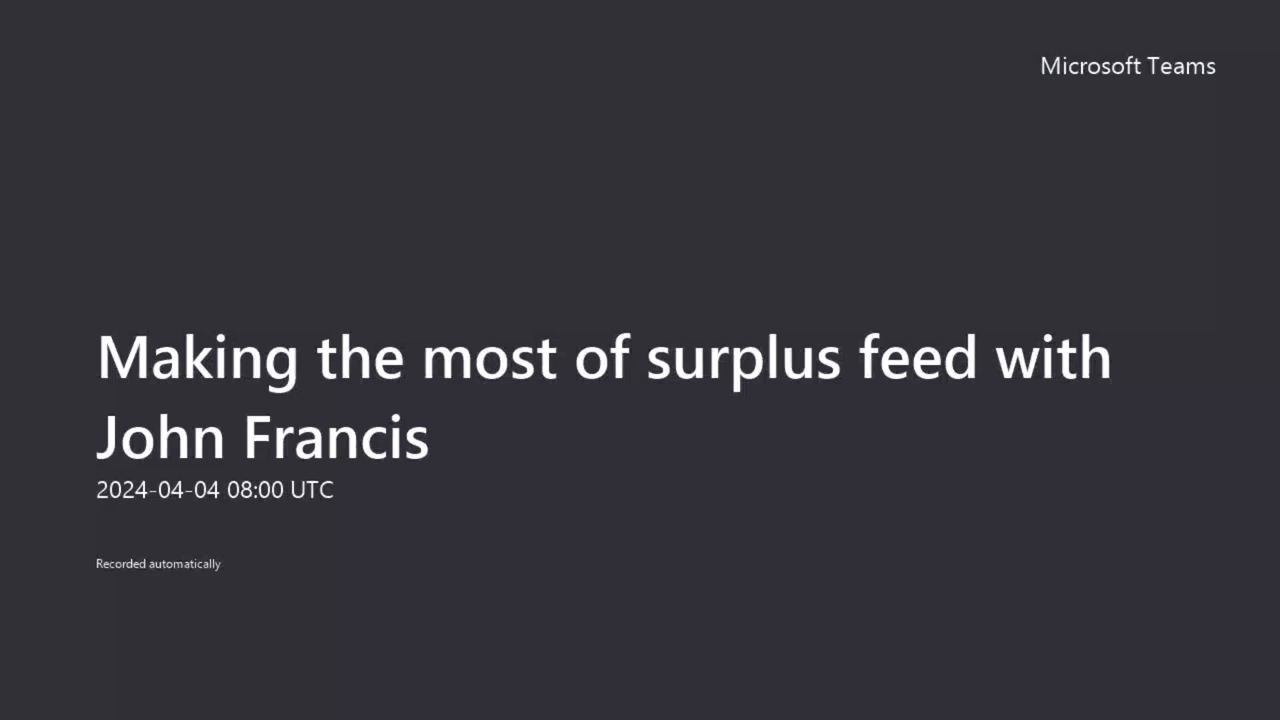 Microsoft Teams
Making the most of surplus feed with
John Francis
2024-04-04 08:00 UTC
Recorded automatically